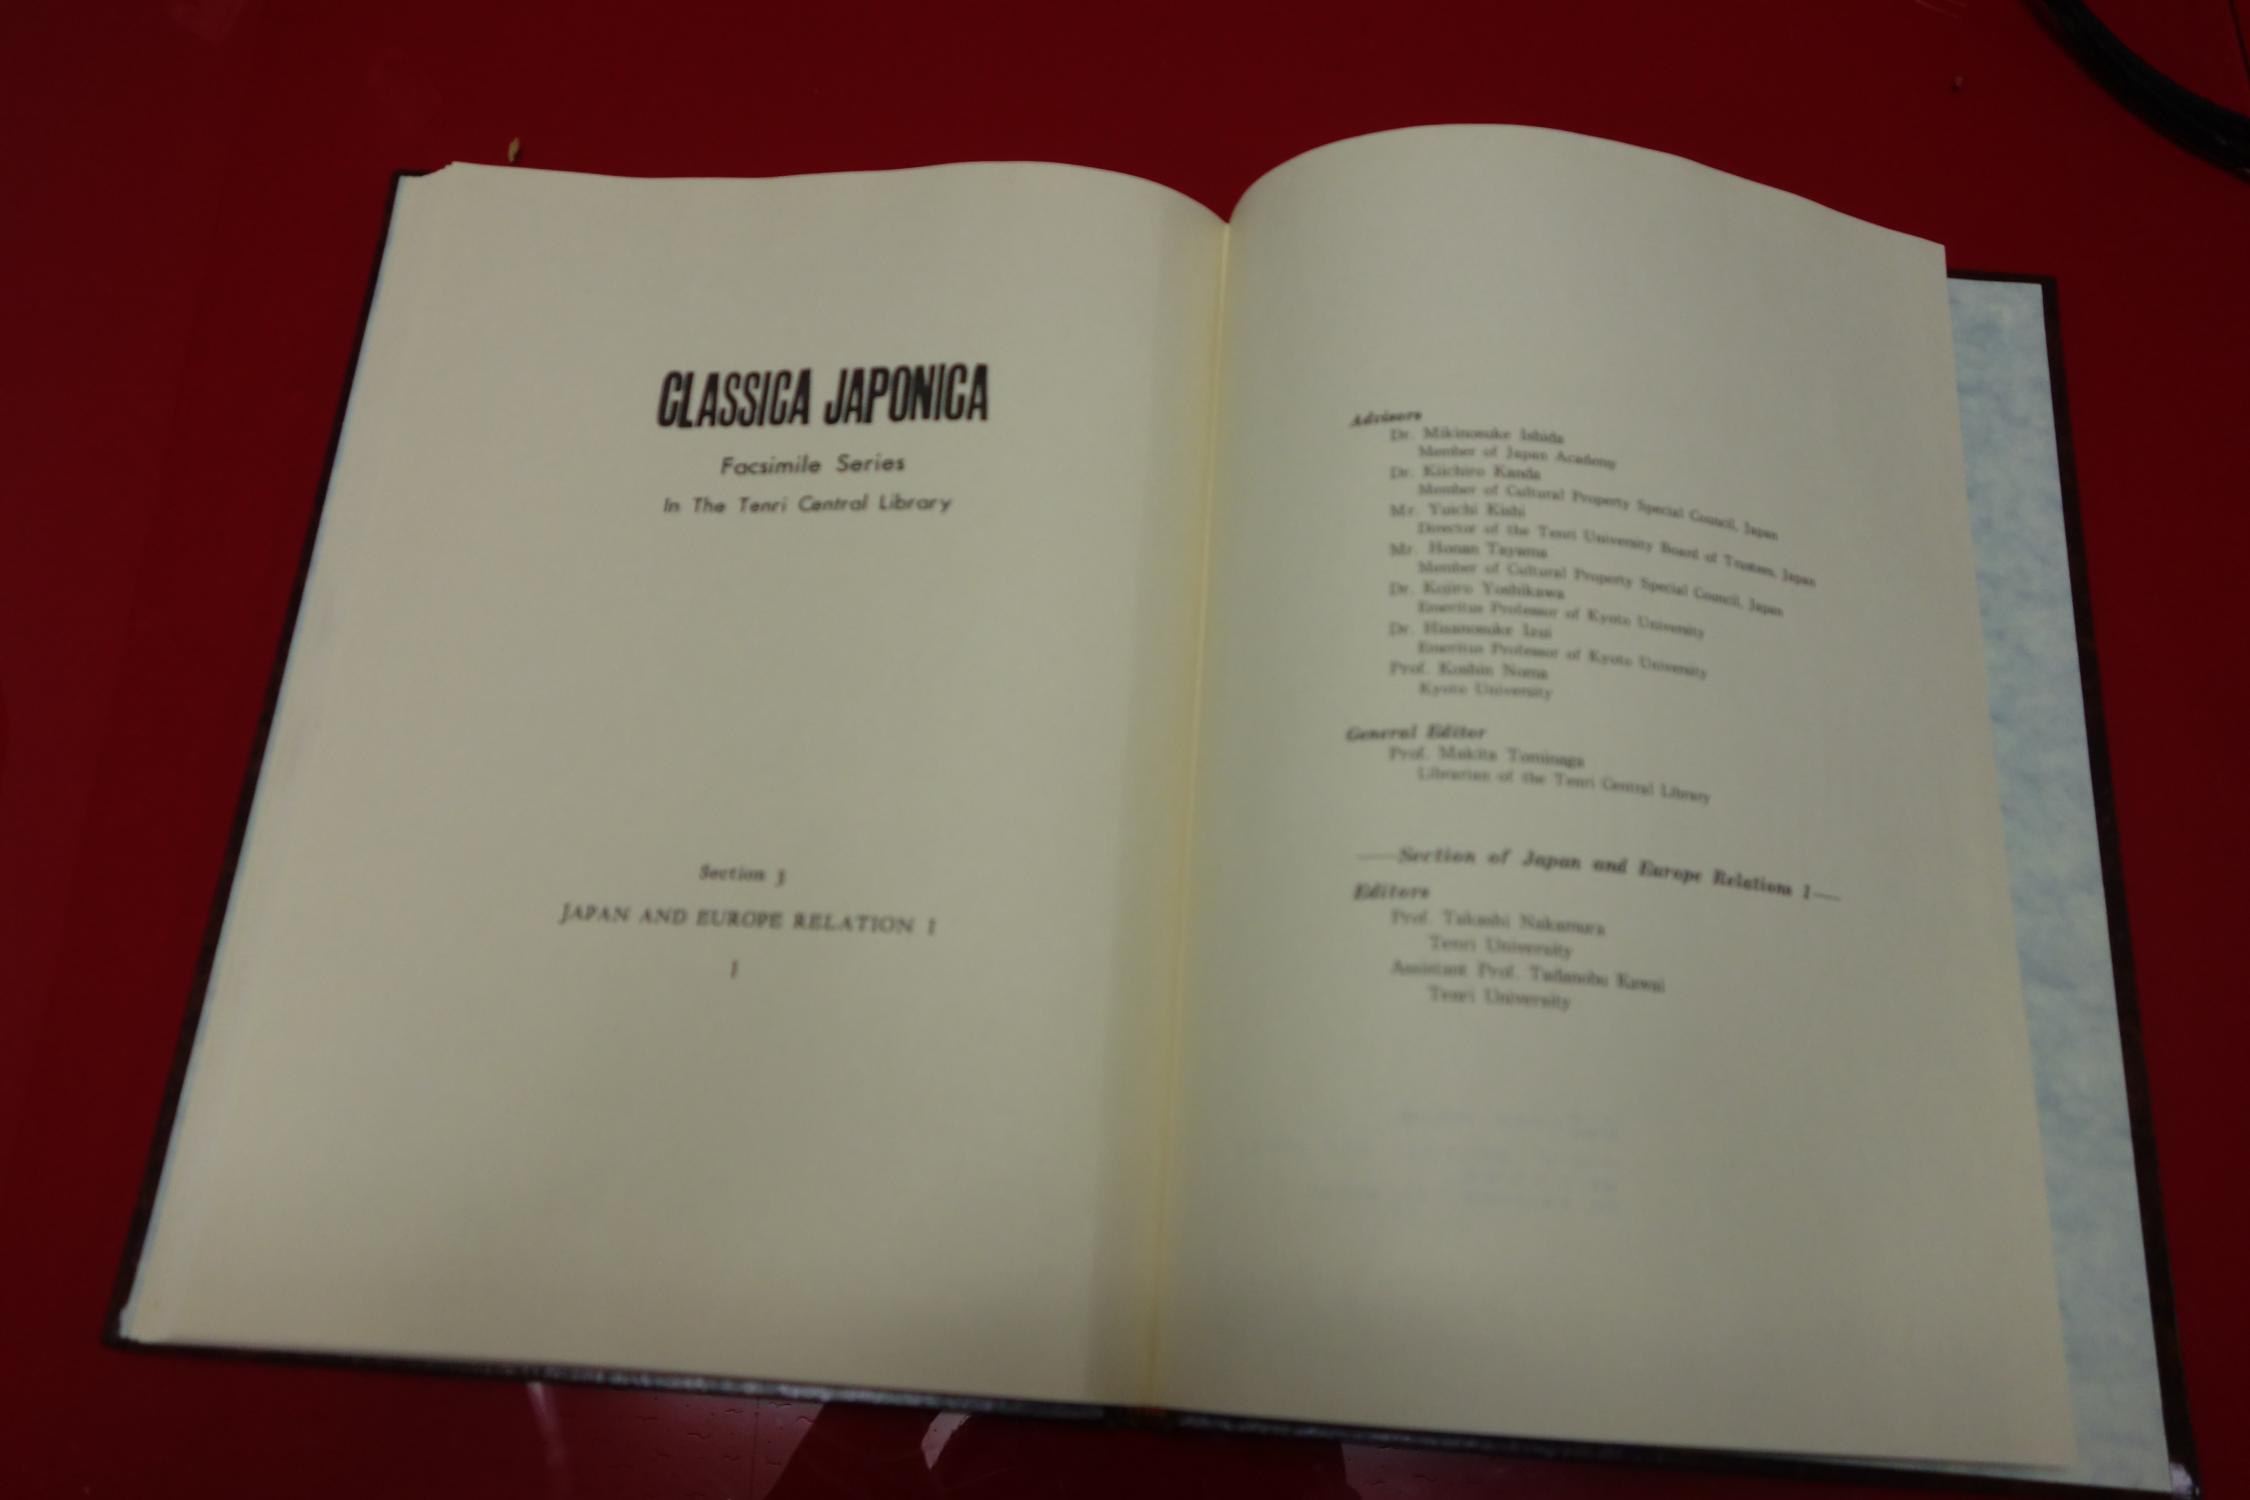 CLASSICA JAPONICA
Facsimile Series
In The Tenri Central Library
Section 3
JAPAN AND EUROPE RELATION 1
1
Advisors
Dr. Mikinosuke Ishida
Member of Japan Academy
Dr. Kiichiro Kanda
Member of Cultural Property Special Council, Japan
Mr. Yuichi Kishi
Director of the Tenri University Board of Trustees, Japan
Mr. Honan Tayama
Member of Cultural Property Special Council, Japan
Dr. Kojiro Yoshikawa
Emeritus Professor of Kyoto University
Dr. Hisanosuke Izui
Emeritus Professor of Kyoto University
Prof. Koshin Noma
Kyoto University
General Editor
Prof. Makita Tominaga
Librarian of the Tenri Central Library
——Section of Japan and Europe Relation 1——
Editors
Prof. Takashi Nakamura
Tenri University
Assistant Prof. Tadanobu Kawai
Tenri University